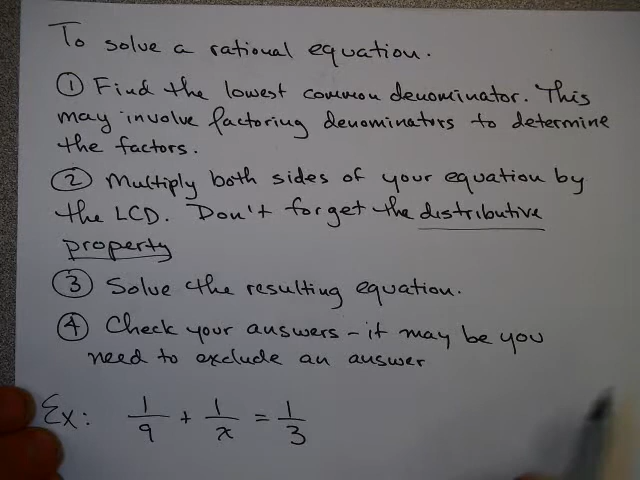 To solve a rational equation.
① Find the lowest common denominator. This
may involve factoring denominators to determine
the factors.
② Multiply both sides of your equation by
the LCD. Don't forget the distributive
property
③ Solve the resulting equation.
④ Check your answers - it may be you
need to exclude an answer
Ex: 1/9 + 1/x = 1/3